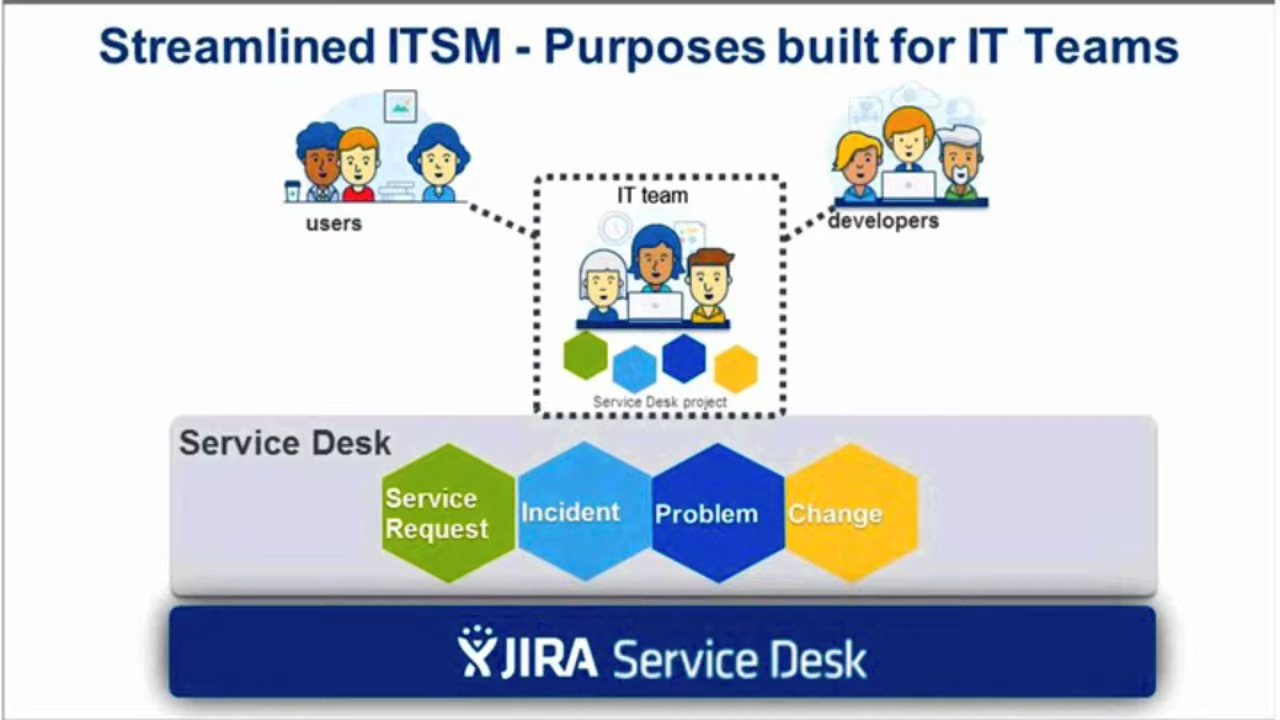 Streamlined ITSM - Purposes built for IT Teams
users
IT team
developers
Service Desk project
Service Desk
Service
Request
Incident
Problem
Change
JIRA Service Desk